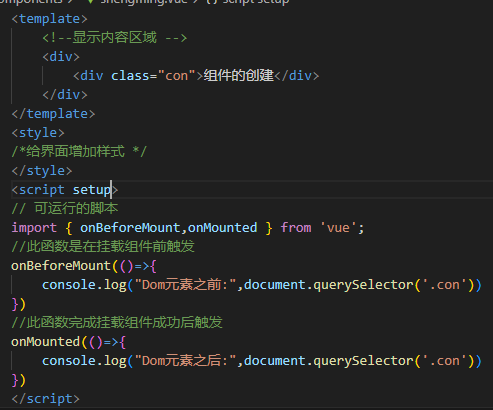 shengming.vue › {} script setup
<template>
<!--显示内容区域 -->
<div>
<div class="con">组件的创建</div>
</div>
</template>
<style>
/*给界面增加样式 */
</style>
<script setup>
// 可运行的脚本
import { onBeforeMount,onMounted } from 'vue';
//此函数是在挂载组件前触发
onBeforeMount(()=>{
console.log("Dom元素之前:",document.querySelector('.con'))
})
//此函数完成挂载组件成功后触发
onMounted(()=>{
console.log("Dom元素之后:",document.querySelector('.con'))
})
</script>